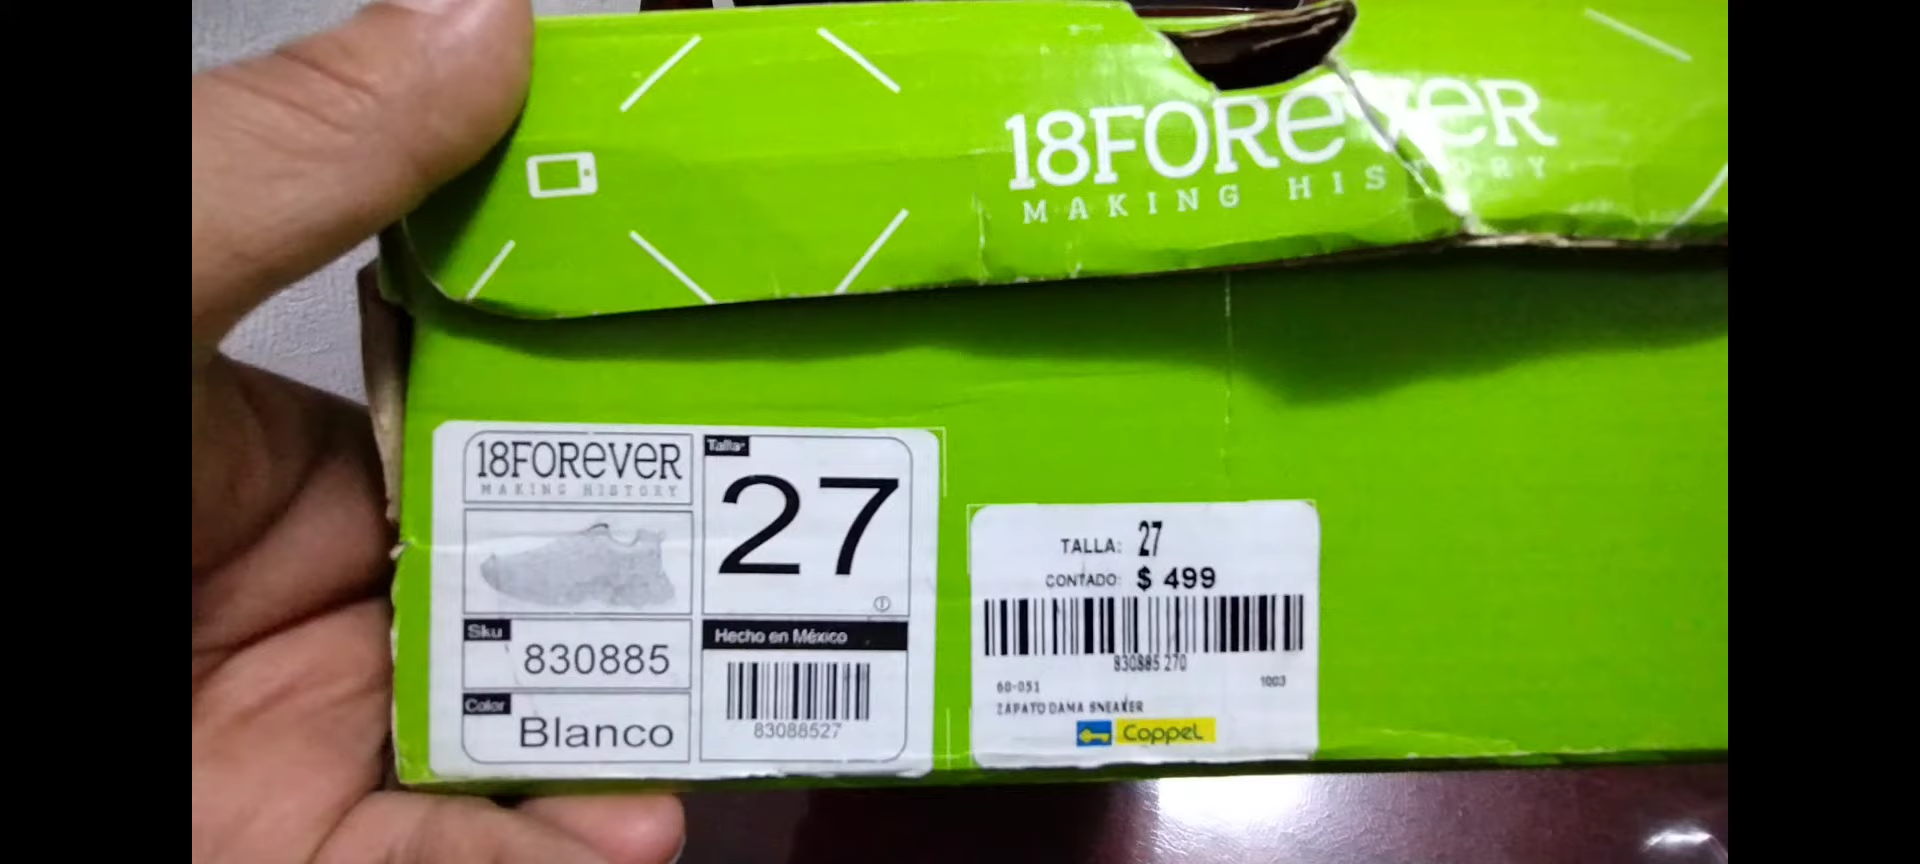 18FOREVER
MAKING HISTORY
18FOREVER
MAKING HISTORY
Talla
27
Sku
830885
Color
Blanco
Hecho en México
83088527
TALLA: 27
CONTADO: $ 499
830885 270
60-051
1003
ZAPATO DAMA SNEAKER
Coppel